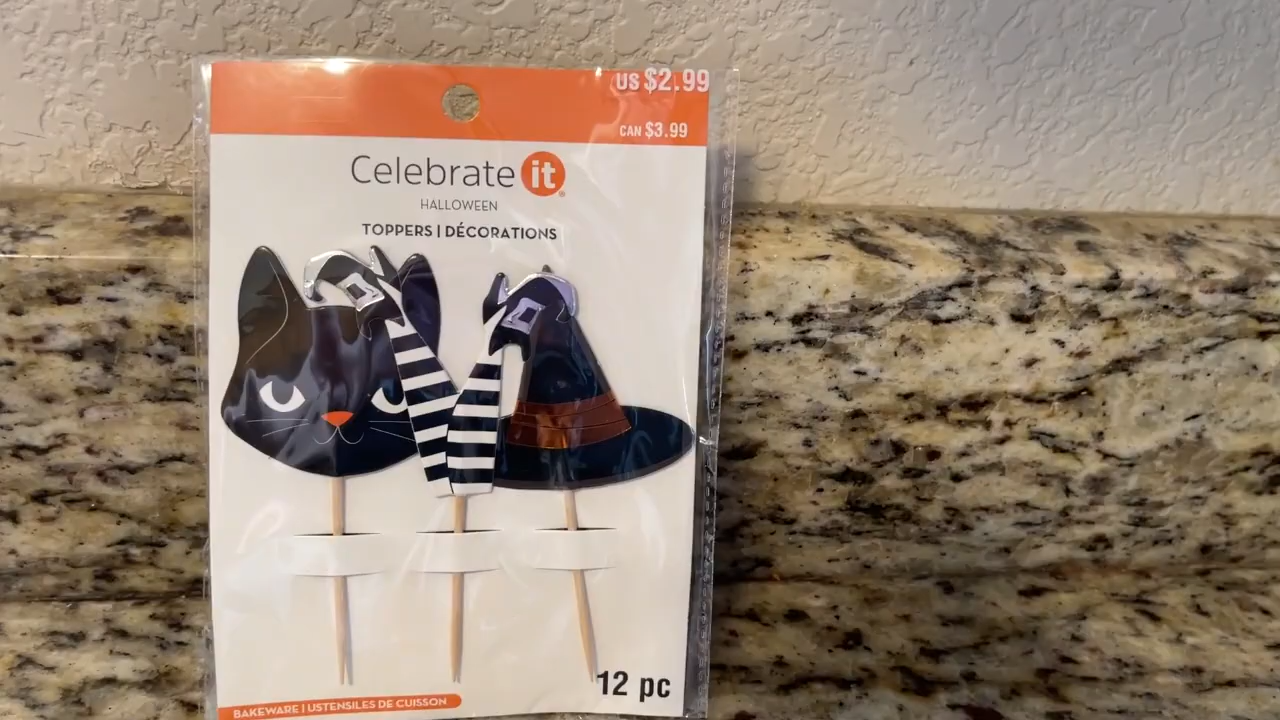 US $2.99
CAN $3.99
Celebrate it
HALLOWEEN
TOPPERS | DÉCORATIONS
12 pc
BAKEWARE | USTENSILES DE CUISSON